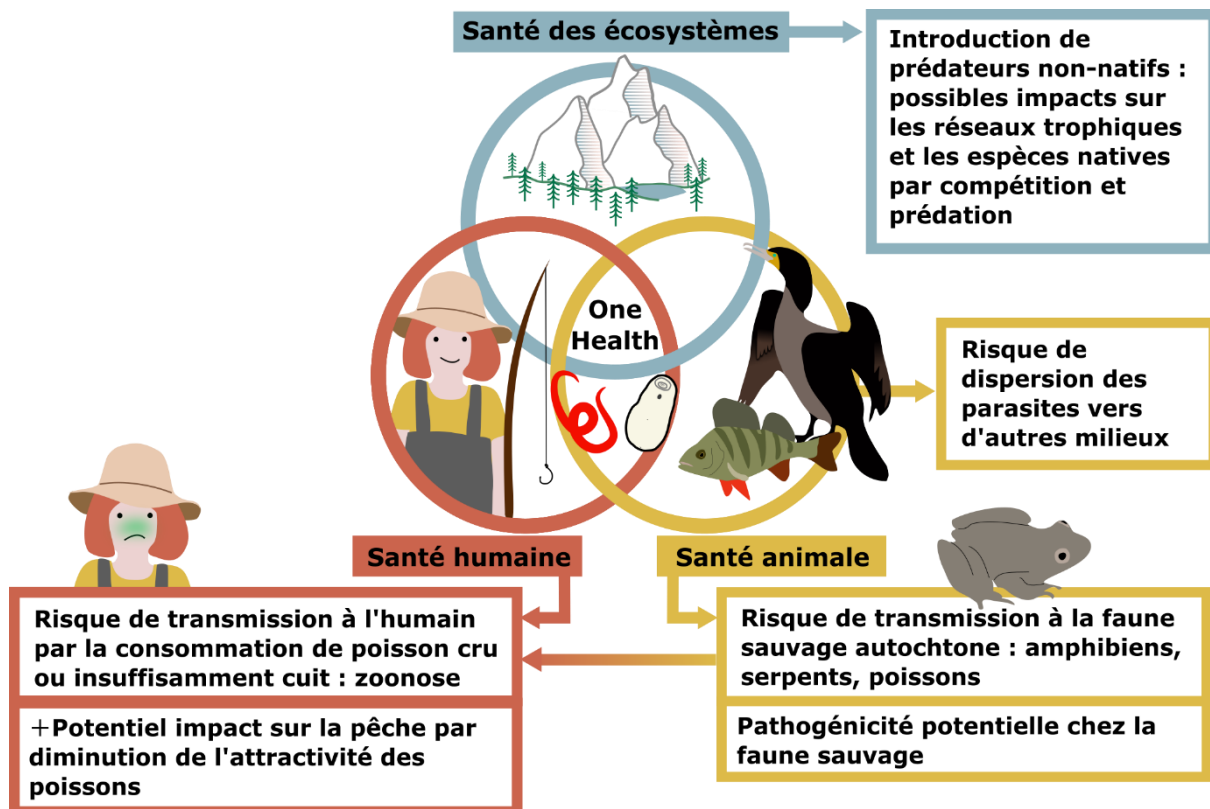 Santé des écosystèmes
Introduction de
prédateurs non-natifs :
possibles impacts sur
les réseaux trophiques
et les espèces natives
par compétition et
prédation
One
Health
Risque de
dispersion des
parasites vers
d'autres milieux
Santé humaine
Santé animale
Risque de transmission à l'humain
par la consommation de poisson cru
ou insuffisamment cuit : zoonose
+Potentiel impact sur la pêche par
diminution de l'attractivité des
poissons
Risque de transmission à la faune
sauvage autochtone : amphibiens,
serpents, poissons
Pathogénicité potentielle chez la
faune sauvage